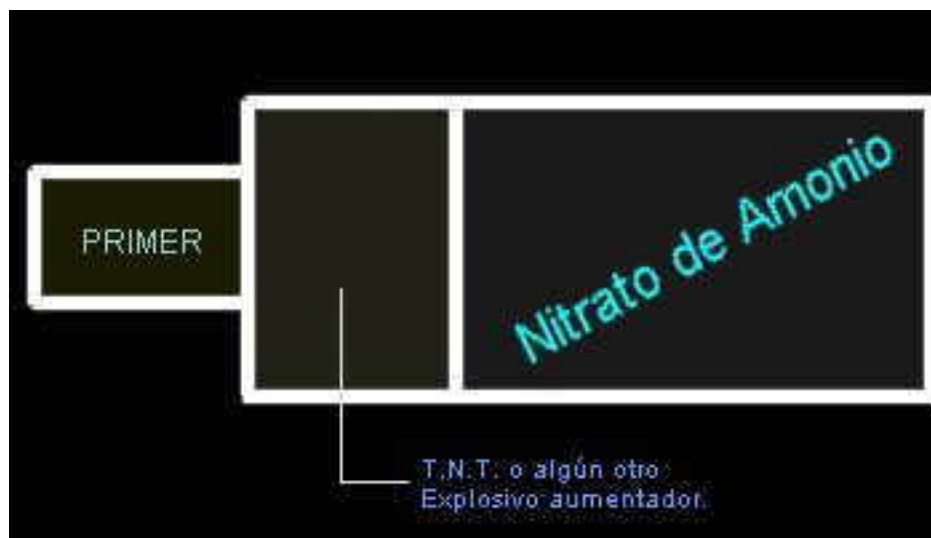 PRIMER
Nitrato de Amonio
T.N.T. o algún otro
Explosivo aumentador.